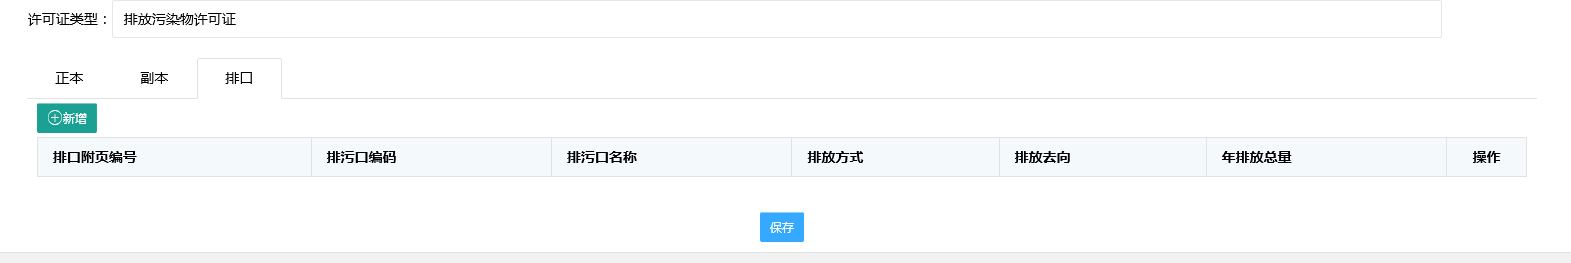 许可证类型： 排放污染物许可证
正本 副本 排口
新增
排口附页编号 排污口编码 排污口名称 排放方式 排放去向 年排放总量 操作
保存